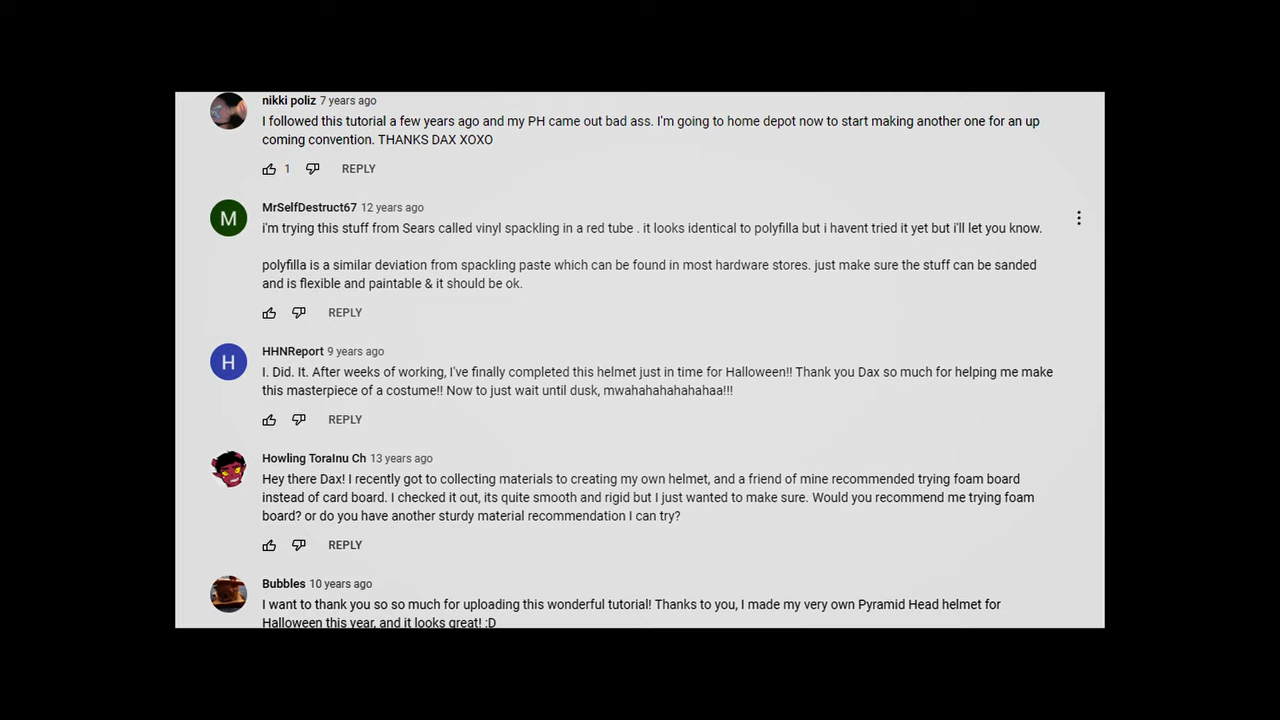 nikki poliz 7 years ago
I followed this tutorial a few years ago and my PH came out bad ass. I'm going to home depot now to start making another one for an up
coming convention. THANKS DAX XOXO
1 REPLY
M
MrSelfDestruct67 12 years ago
i'm trying this stuff from Sears called vinyl spackling in a red tube . it looks identical to polyfilla but i havent tried it yet but i'll let you know.
polyfilla is a similar deviation from spackling paste which can be found in most hardware stores. just make sure the stuff can be sanded
and is flexible and paintable & it should be ok.
REPLY
H
HHNReport 9 years ago
I. Did. It. After weeks of working, I've finally completed this helmet just in time for Halloween!! Thank you Dax so much for helping me make
this masterpiece of a costume!! Now to just wait until dusk, mwahahahahahahaa!!!
REPLY
Howling ToraInu Ch 13 years ago
Hey there Dax! I recently got to collecting materials to creating my own helmet, and a friend of mine recommended trying foam board
instead of card board. I checked it out, its quite smooth and rigid but I just wanted to make sure. Would you recommend me trying foam
board? or do you have another sturdy material recommendation I can try?
REPLY
Bubbles 10 years ago
I want to thank you so so much for uploading this wonderful tutorial! Thanks to you, I made my very own Pyramid Head helmet for
Halloween this year, and it looks great! :D